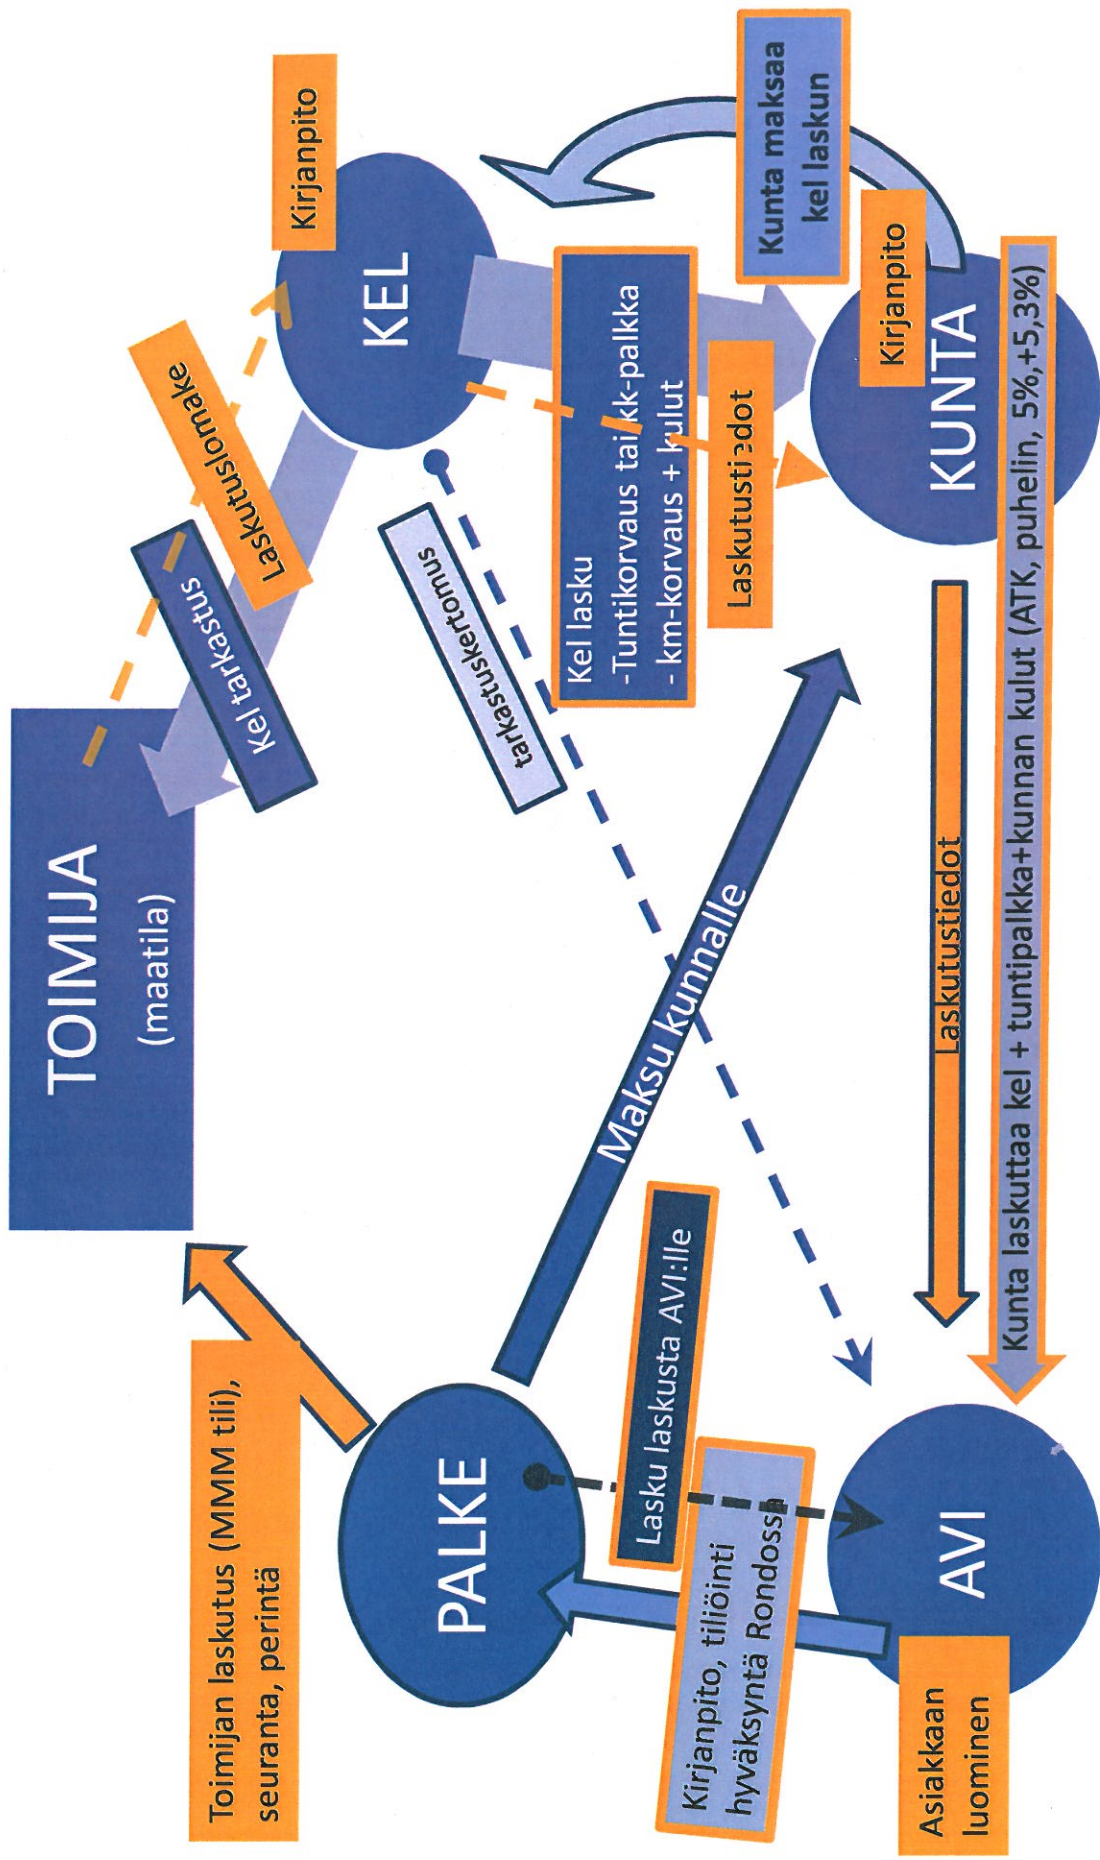 TOIMIJA
(maatila)
Toimijan laskutus (MMM tili),
seuranta, perintä
Laskutuslomake
Kel tarkastus
Kirjanpito
KEL
tarkastuskertomus
PALKE
Maksu kunnalle
Kel lasku
-Tuntikorvaus tai kk-palkka
- km-korvaus + kulut
Laskutustiedot
Kunta maksaa
kel laskun
Lasku laskusta AVI:lle
Kirjanpito, tiliöinti
hyväksyntä Rondossa
Kirjanpito
KUNTA
Laskutustiedot
AVI
Asiakkaan
luominen
Kunta laskuttaa kel + tuntipalkka+kunnan kulut (ATK, puhelin, 5%,+5,3%)